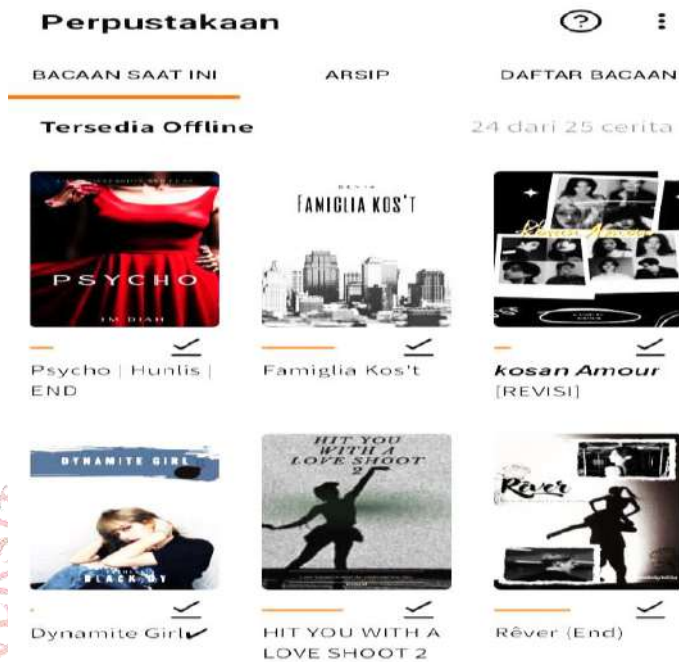 Perpustakaan
BACAAN SAAT INI
ARSIP
DAFTAR BACAAN
Tersedia Offline
24 dari 25 cerita
PSYCHO
FAMIGLIA KOS'T
Psycho | Hunlis |
END
Famiglia Kos't
kosan Amour
[REVISI]
DYNAMITE GIRL
HIT YOU
WITH A
LOVE SHOOT
2
Rêver
Dynamite Girl✔
HIT YOU WITH A
LOVE SHOOT 2
Rêver (End)